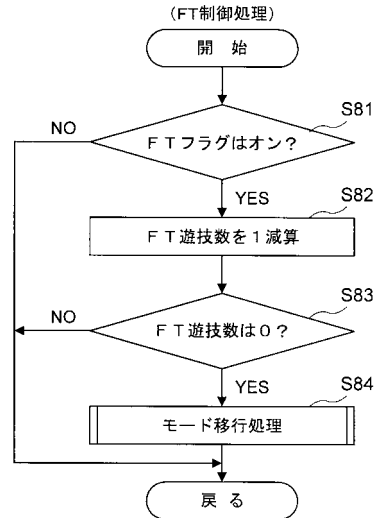 (FT制御処理)
開 始
S81
NO
FTフラグはオン？
YES
S82
FT遊技数を1減算
S83
NO
FT遊技数は0？
YES
S84
モード移行処理
戻 る